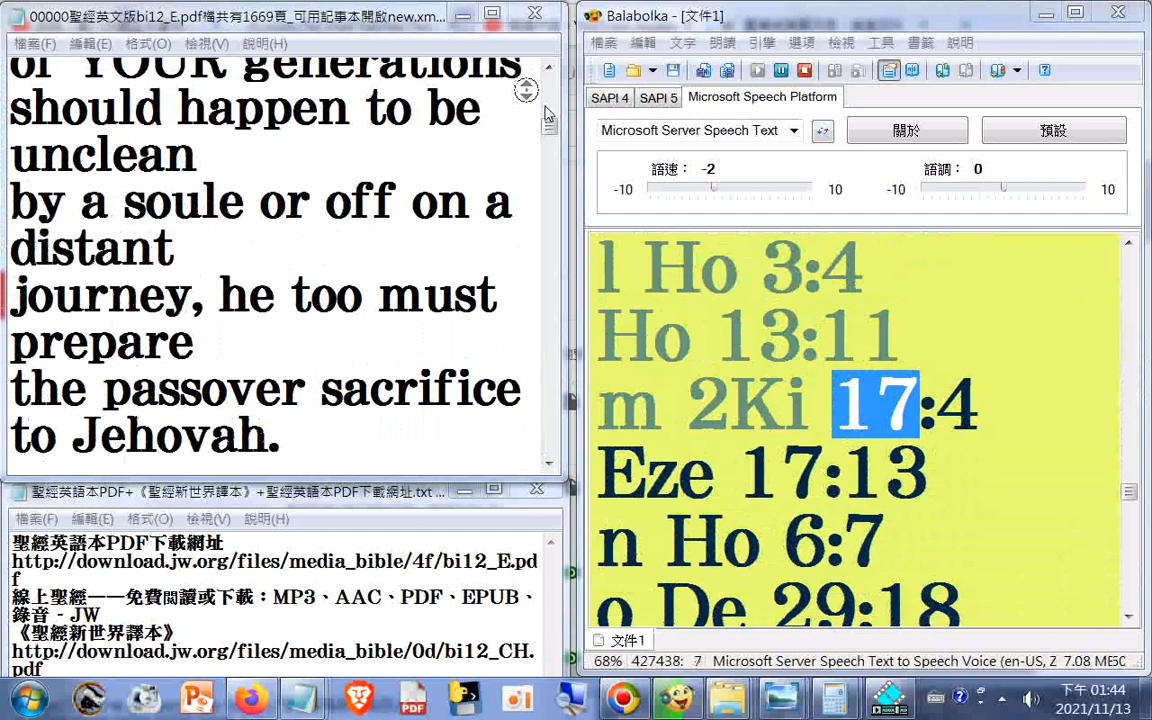 00000聖經英文版bi12_E.pdf檔共有1669頁_可用記事本開啟new.xm...
檔案(F) 編輯(E) 格式(O) 檢視(V) 說明(H)
of YOUR generations
should happen to be
unclean
by a soule or off on a
distant
journey, he too must
prepare
the passover sacrifice
to Jehovah.
聖經英語本PDF+《聖經新世界譯本》+聖經英語本PDF下載網址.txt ...
檔案(F) 編輯(E) 格式(O) 檢視(V) 說明(H)
聖經英語本PDF下載網址
http://download.jw.org/files/media_bible/4f/bi12_E.pd
f
線上聖經——免費閱讀或下載：MP3、AAC、PDF、EPUB、
錄音 - JW
《聖經新世界譯本》
http://download.jw.org/files/media_bible/0d/bi12_CH.
pdf
Balabolka - [文件1]
檔案 編輯 文字 朗讀 引擎 選項 檢視 工具 書籤 說明
SAPI 4 SAPI 5 Microsoft Speech Platform
Microsoft Server Speech Text 關於 預設
語速： -2 語調： 0
-10 10 -10 10
l Ho 3:4
Ho 13:11
m 2Ki 17:4
Eze 17:13
n Ho 6:7
o De 29:18
文件1
68% 427438: 7 Microsoft Server Speech Text to Speech Voice (en-US, Z 7.08 МБ
下午 01:44
2021/11/13